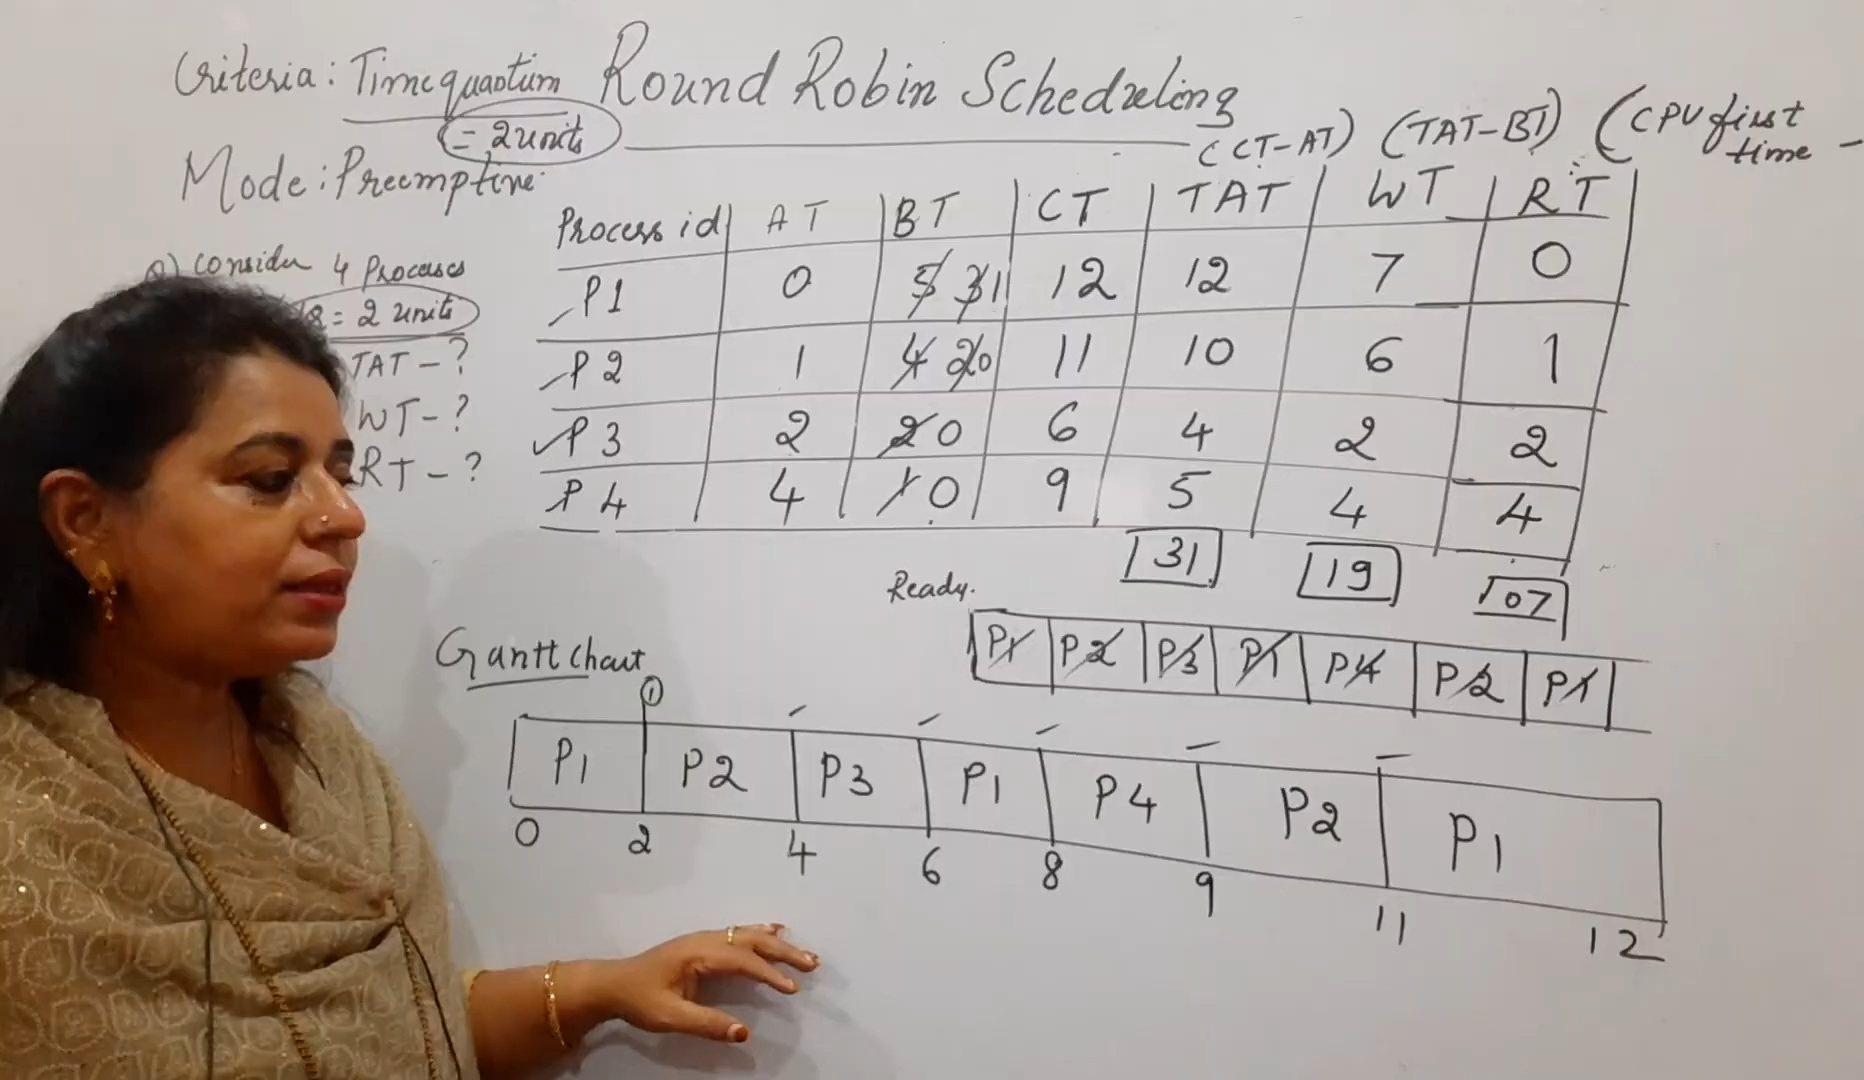 Criteria: Timequantum Round Robin Scheduling
= 2 units
(CT-AT) (TAT-BT) (CPU first time -
Mode: Preemptive
Process id AT BT CT TAT WT RT
Q) Consider 4 Processes
= 2 units
TAT - ?
WT - ?
RT - ?
P1 0 5 3 1 12 12 7 0
P2 1 4 2 0 11 10 6 1
P3 2 2 0 6 4 2 2
P4 4 1 0 9 5 4 4
31 19 07
Ready.
P1 P2 P3 P1 P4 P2 P1
Gantt chart
1
P1 P2 P3 P1 P4 P2 P1
0 2 4 6 8 9 11 12